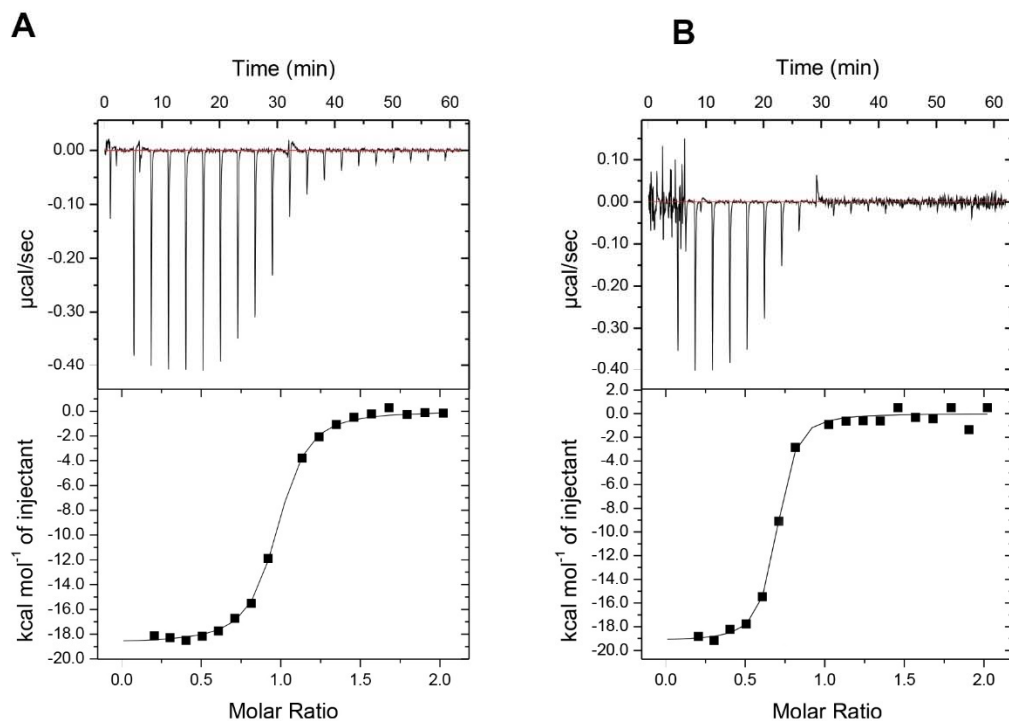 A
Time (min)
0 10 20 30 40 50 60
0.00
-0.10
-0.20
-0.30
-0.40
µcal/sec
0.0
-2.0
-4.0
-6.0
-8.0
-10.0
-12.0
-14.0
-16.0
-18.0
-20.0
kcal mol⁻¹ of injectant
0.0 0.5 1.0 1.5 2.0
Molar Ratio
B
Time (min)
0 10 20 30 40 50 60
0.10
0.00
-0.10
-0.20
-0.30
-0.40
µcal/sec
2.0
0.0
-2.0
-4.0
-6.0
-8.0
-10.0
-12.0
-14.0
-16.0
-18.0
-20.0
kcal mol⁻¹ of injectant
0.0 0.5 1.0 1.5 2.0
Molar Ratio